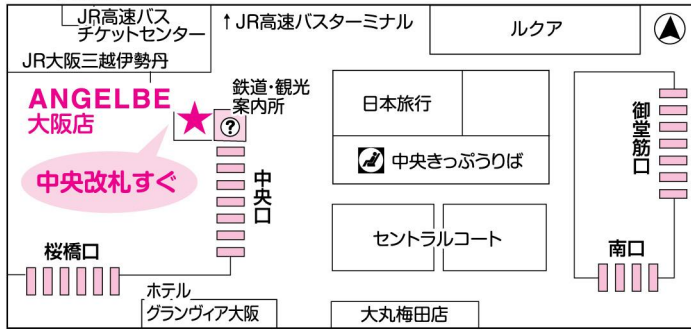 JR高速バス
チケットセンター
↑JR高速バスターミナル
ルクア
JR大阪三越伊勢丹
ANGELBE
大阪店
鉄道・観光
案内所
?
日本旅行
御堂筋口
中央きっぷうりば
中央改札すぐ
中央口
セントラルコート
桜橋口
南口
ホテル
グランヴィア大阪
大丸梅田店